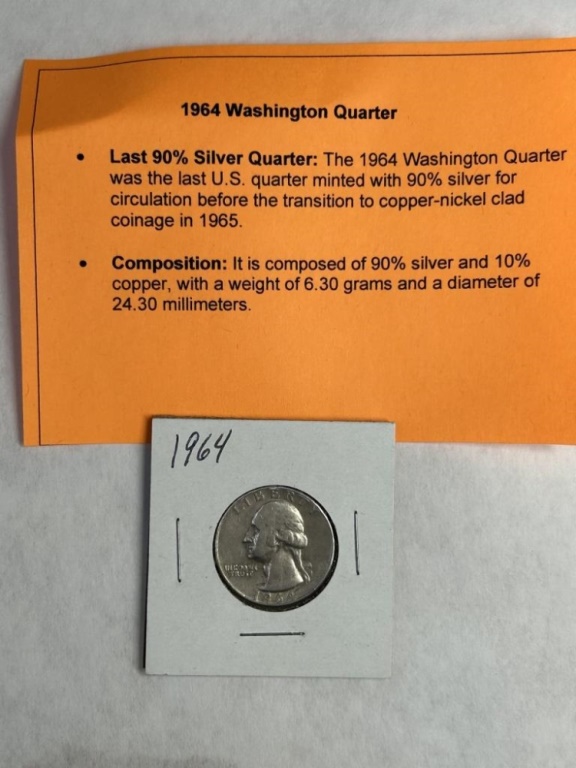 1964 Washington Quarter
• Last 90% Silver Quarter: The 1964 Washington Quarter
was the last U.S. quarter minted with 90% silver for
circulation before the transition to copper-nickel clad
coinage in 1965.
• Composition: It is composed of 90% silver and 10%
copper, with a weight of 6.30 grams and a diameter of
24.30 millimeters.
1964
LIBERTY
IN GOD WE
TRUST
1964